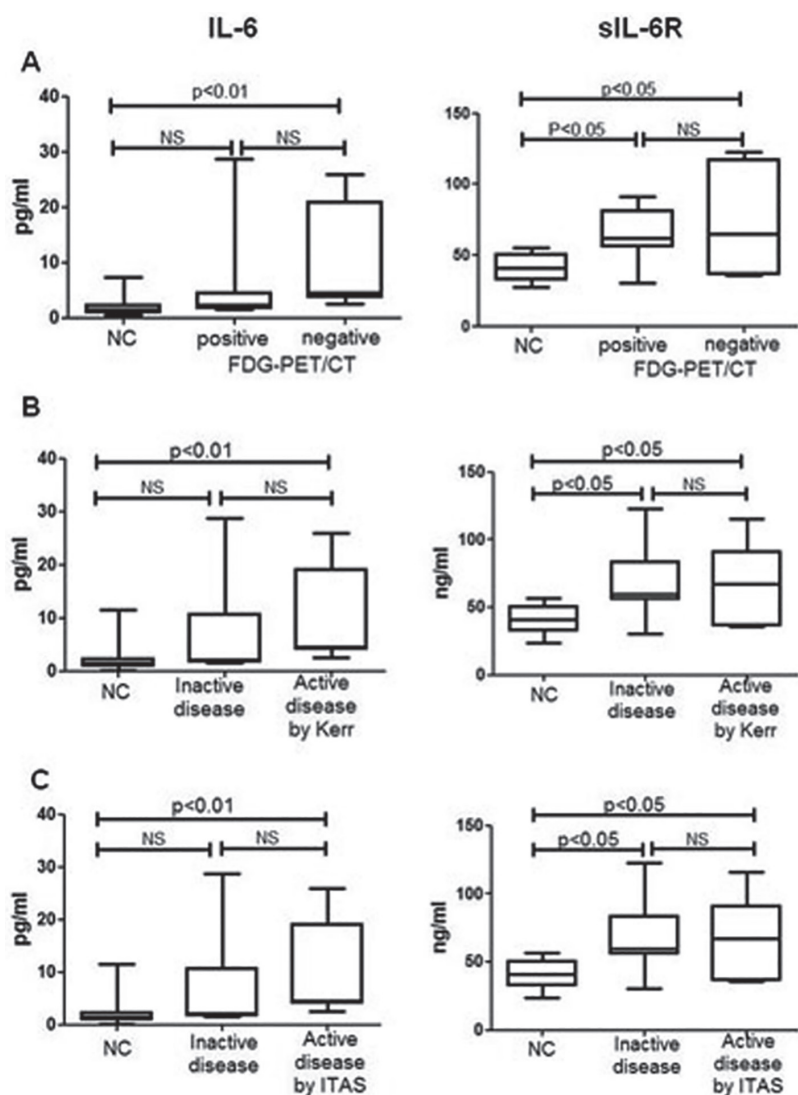 IL-6
sIL-6R
A
p<0.01
NS
NS
40
30
20
10
0
pg/ml
NC
positive
negative
FDG-PET/CT
p<0.05
P<0.05
NS
150
100
50
0
NC
positive
negative
FDG-PET/CT
B
p<0.01
NS
NS
40
30
20
10
0
pg/ml
NC
Inactive
disease
Active
disease
by Kerr
p<0.05
p<0.05
NS
150
100
50
0
ng/ml
NC
Inactive
disease
Active
disease
by Kerr
C
p<0.01
NS
NS
40
30
20
10
0
pg/ml
NC
Inactive
disease
Active
disease
by ITAS
p<0.05
p<0.05
NS
150
100
50
0
ng/ml
NC
Inactive
disease
Active
disease
by ITAS